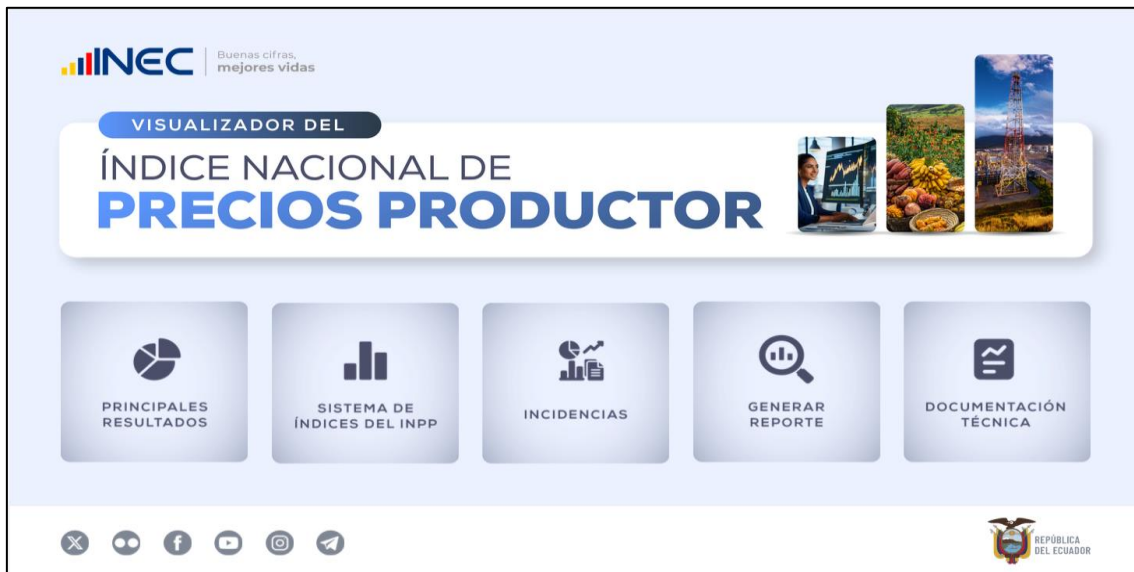 INEC
Buenas cifras,
mejores vidas
VISUALIZADOR DEL
ÍNDICE NACIONAL DE
PRECIOS PRODUCTOR
PRINCIPALES
RESULTADOS
SISTEMA DE
ÍNDICES DEL INPP
INCIDENCIAS
GENERAR
REPORTE
DOCUMENTACIÓN
TÉCNICA
REPÚBLICA
DEL ECUADOR